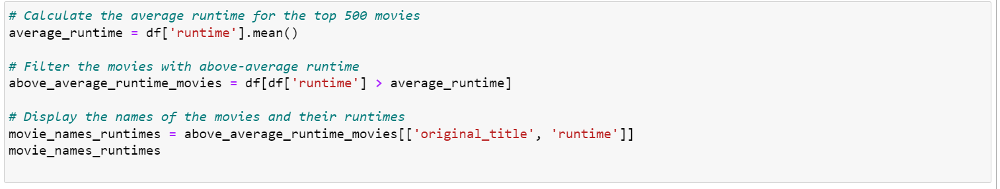 # Calculate the average runtime for the top 500 movies
average_runtime = df['runtime'].mean()
# Filter the movies with above-average runtime
above_average_runtime_movies = df[df['runtime'] > average_runtime]
# Display the names of the movies and their runtimes
movie_names_runtimes = above_average_runtime_movies[['original_title', 'runtime']]
movie_names_runtimes